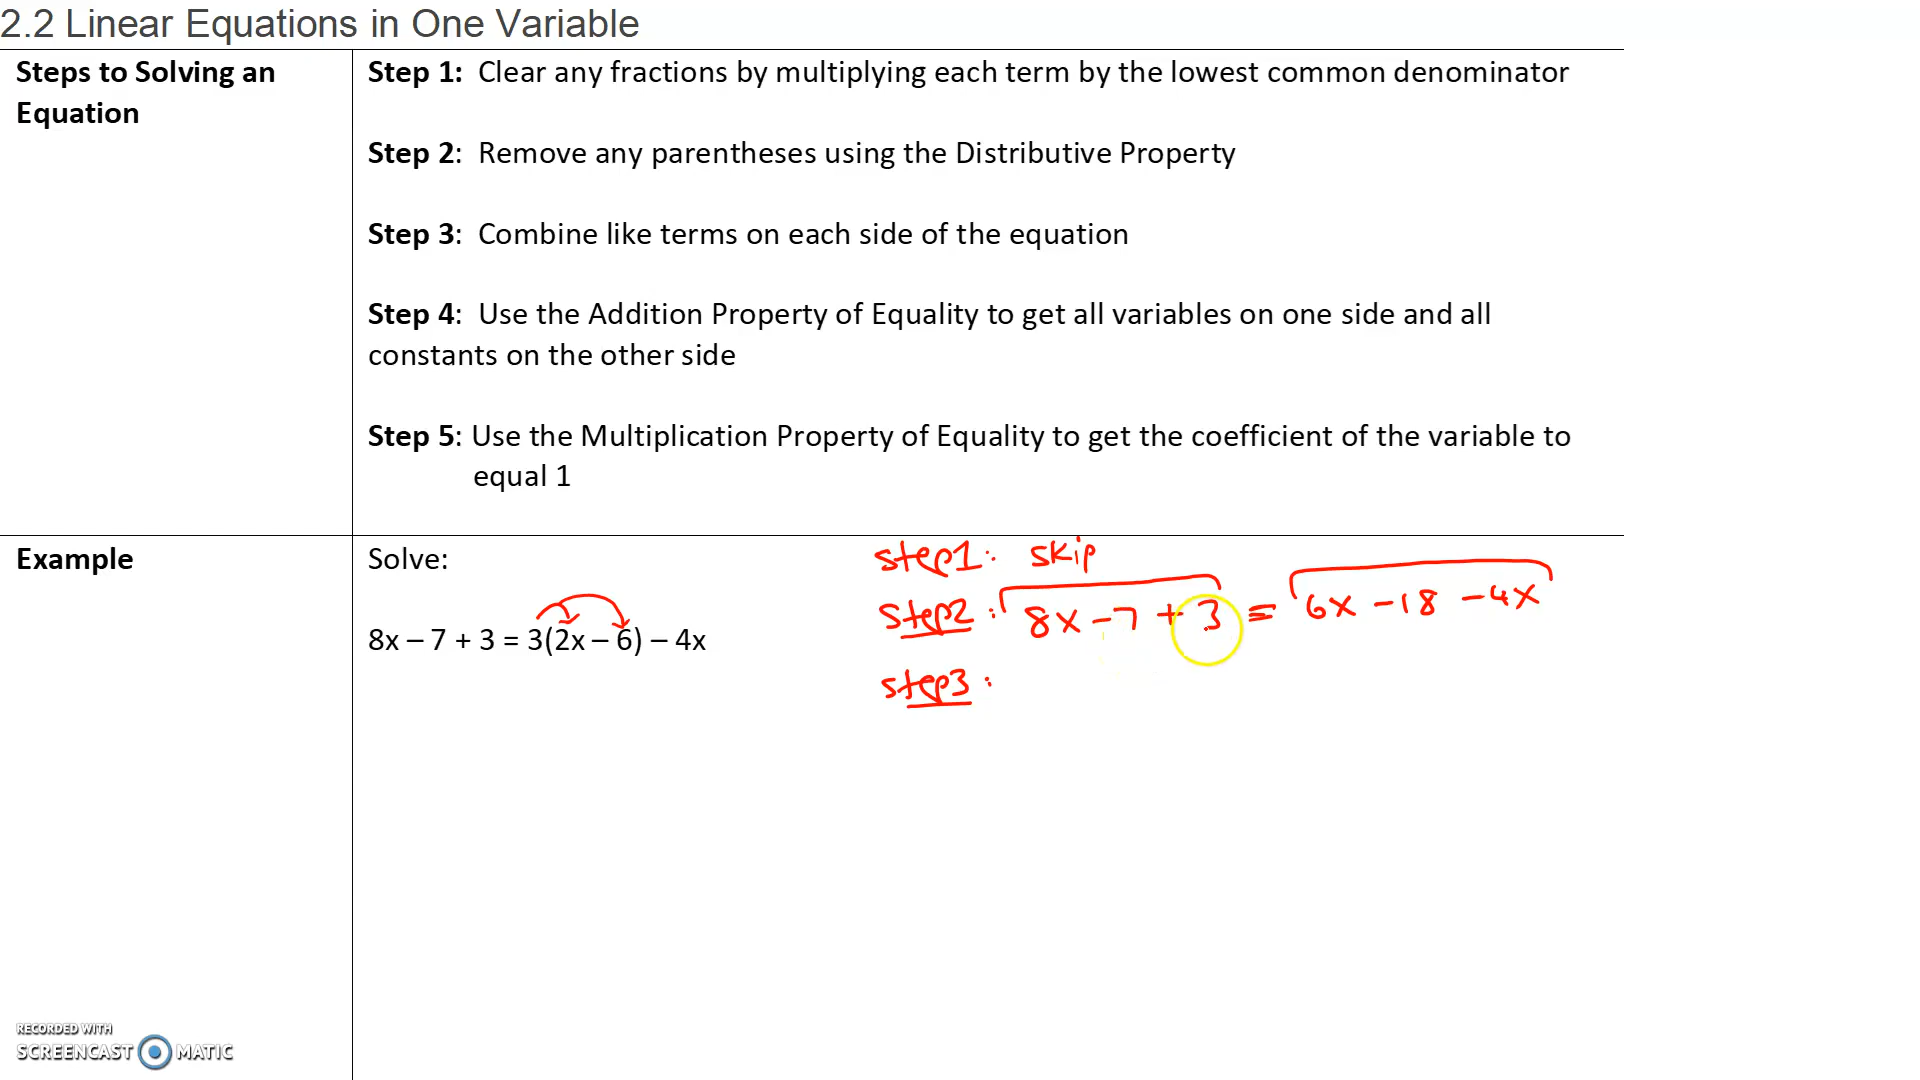 2.2 Linear Equations in One Variable
Steps to Solving an
Equation
Step 1: Clear any fractions by multiplying each term by the lowest common denominator
Step 2: Remove any parentheses using the Distributive Property
Step 3: Combine like terms on each side of the equation
Step 4: Use the Addition Property of Equality to get all variables on one side and all
constants on the other side
Step 5: Use the Multiplication Property of Equality to get the coefficient of the variable to
equal 1
Example
Solve:
8x – 7 + 3 = 3(2x – 6) – 4x
step1: skip
step2: 8x - 7 + 3 = 6x - 18 - 4x
step3:
RECORDED WITH
SCREENCAST MATIC